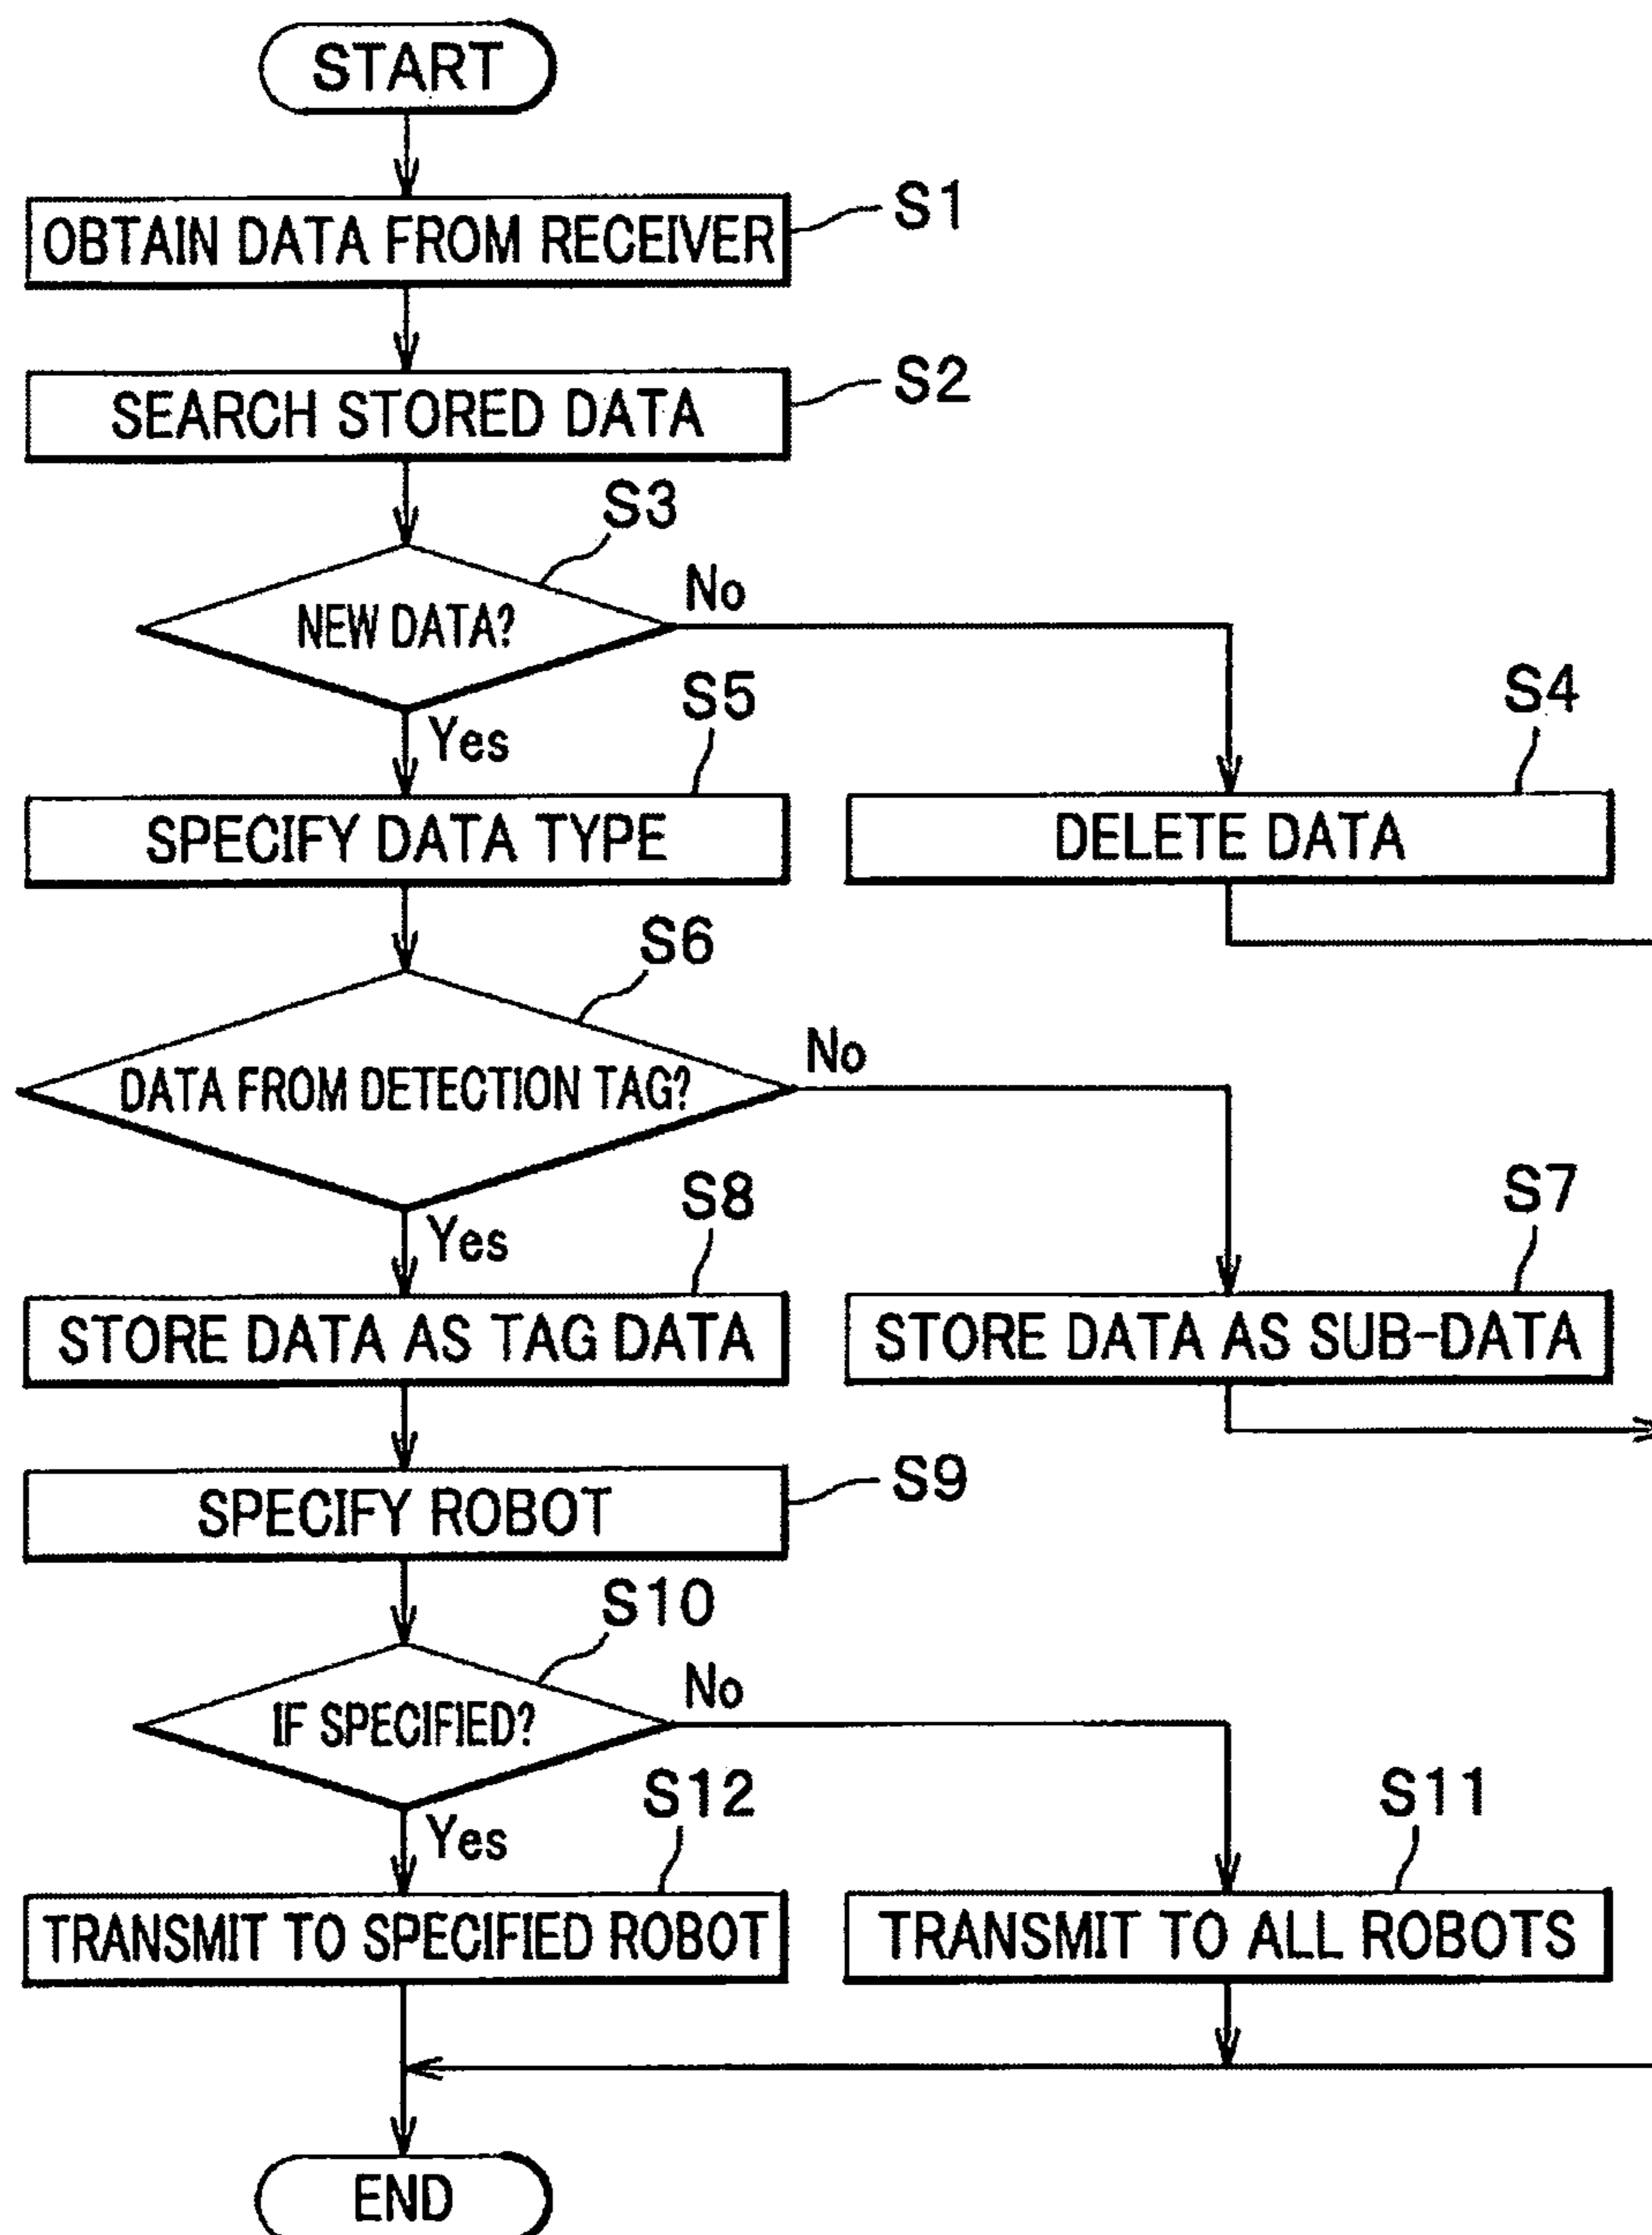 START
OBTAIN DATA FROM RECEIVER
S1
SEARCH STORED DATA
S2
S3
NEW DATA?
No
Yes
S5
SPECIFY DATA TYPE
S4
DELETE DATA
S6
DATA FROM DETECTION TAG?
No
Yes
S8
STORE DATA AS TAG DATA
S7
STORE DATA AS SUB-DATA
SPECIFY ROBOT
S9
S10
IF SPECIFIED?
No
Yes
S12
TRANSMIT TO SPECIFIED ROBOT
S11
TRANSMIT TO ALL ROBOTS
END